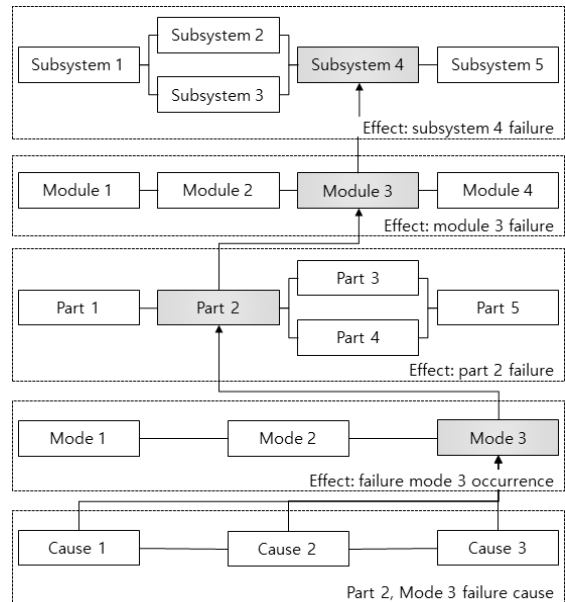 Subsystem 2
Subsystem 1
Subsystem 4
Subsystem 5
Subsystem 3
Effect: subsystem 4 failure
Module 1
Module 2
Module 3
Module 4
Effect: module 3 failure
Part 3
Part 1
Part 2
Part 5
Part 4
Effect: part 2 failure
Mode 1
Mode 2
Mode 3
Effect: failure mode 3 occurrence
Cause 1
Cause 2
Cause 3
Part 2, Mode 3 failure cause